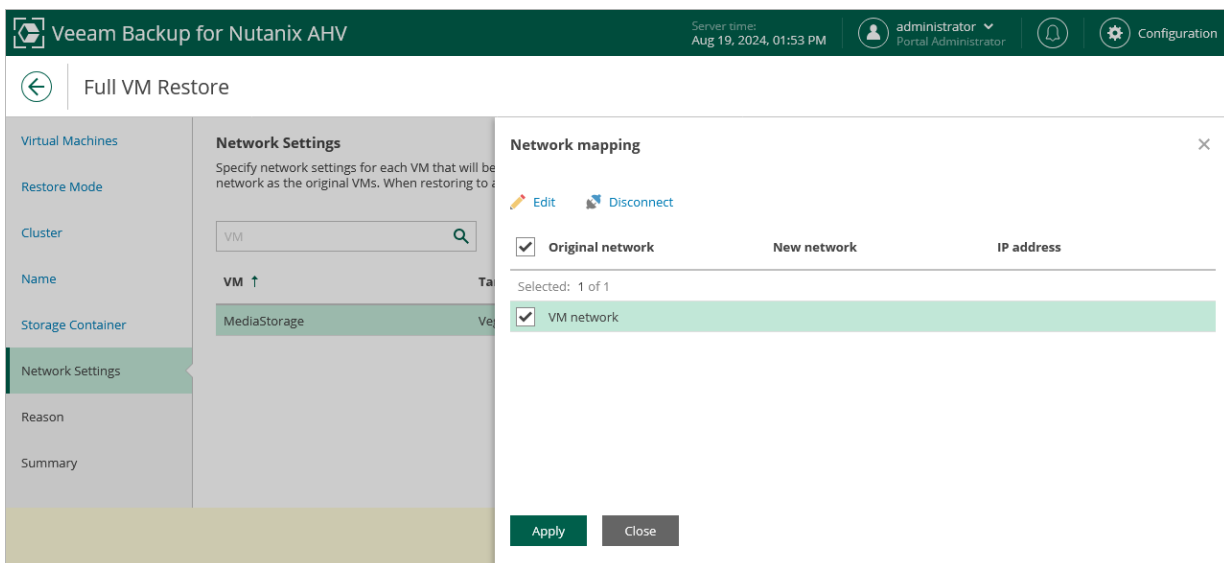 Veeam Backup for Nutanix AHV
Server time:
Aug 19, 2024, 01:53 PM
administrator
Portal Administrator
Configuration
Full VM Restore
Virtual Machines
Restore Mode
Cluster
Name
Storage Container
Network Settings
Reason
Summary
Network Settings
Specify network settings for each VM that will be
network as the original VMs. When restoring to
VM
VM ↑
MediaStorage
Network mapping
Edit Disconnect
Original network New network IP address
Selected: 1 of 1
VM network
Apply Close